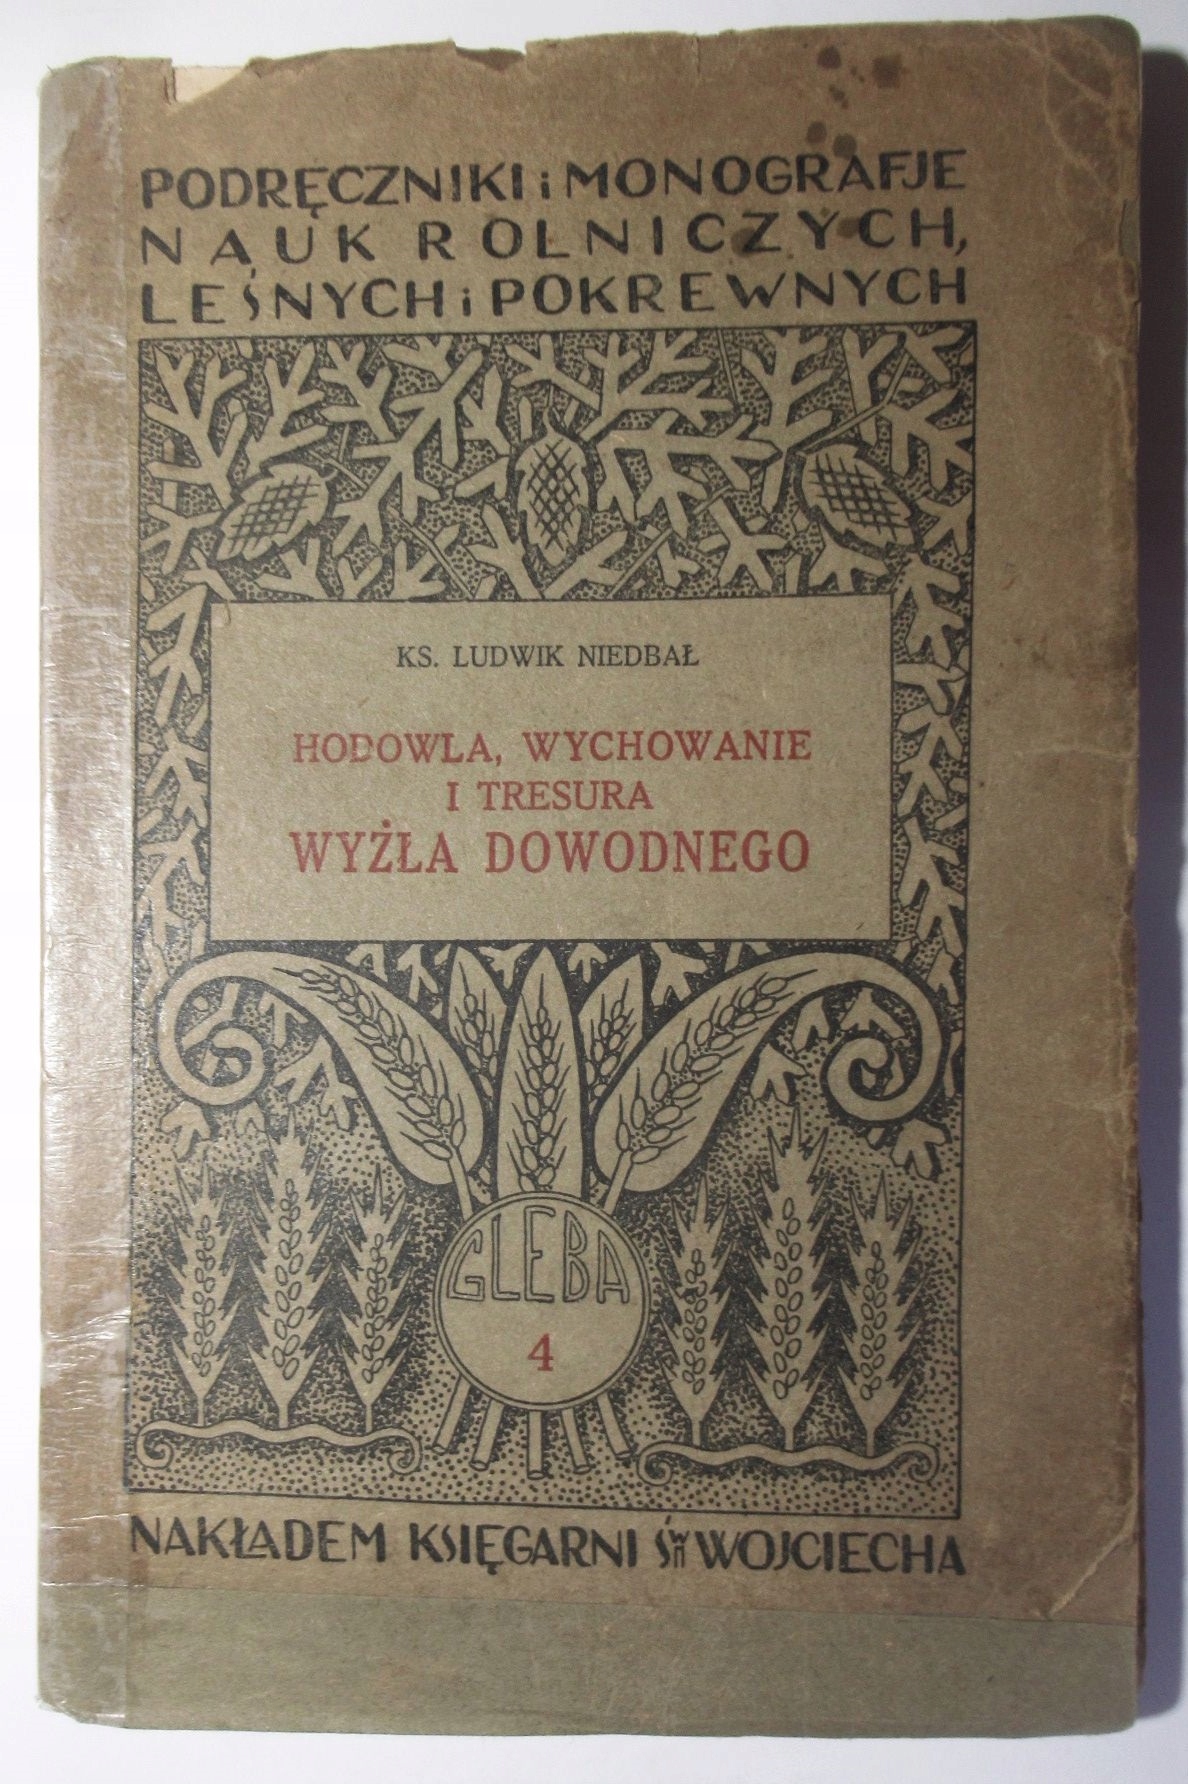 PODRĘCZNIKI i MONOGRAFJE
NAUK ROLNICZYCH,
LEŚNYCH i POKREWNYCH
KS. LUDWIK NIEDBAŁ
HODOWLA, WYCHOWANIE
I TRESURA
WYŻŁA DOWODNEGO
GLEBA
4
NAKŁADEM KSIĘGARNI ŚW WOJCIECHA